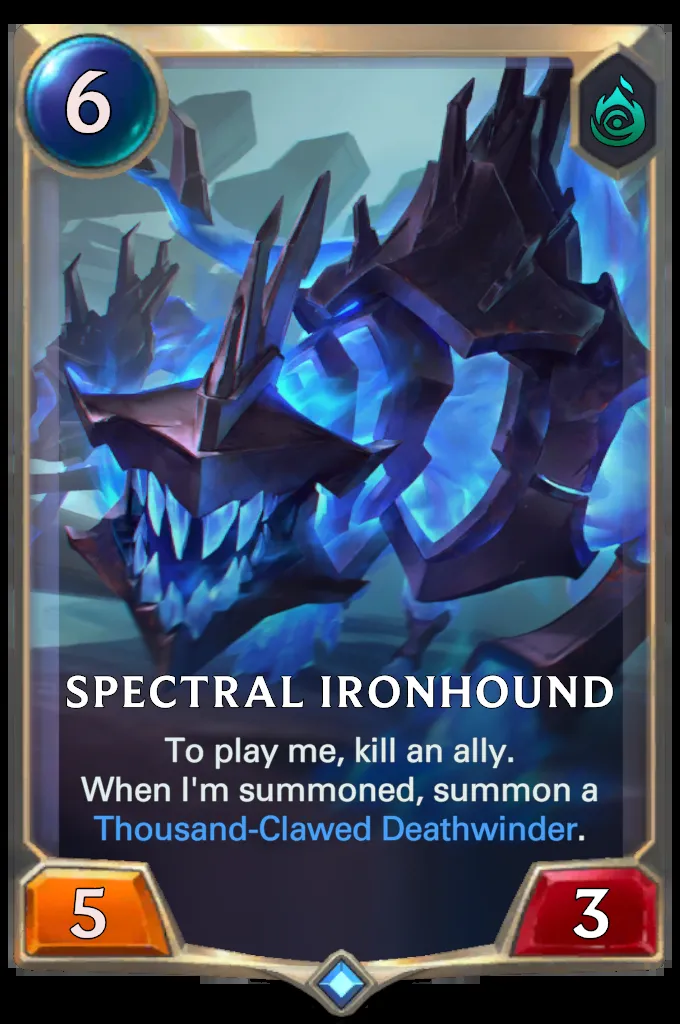 6
SPECTRAL IRONHOUND
To play me, kill an ally.
When I'm summoned, summon a
Thousand-Clawed Deathwinder.
5
3